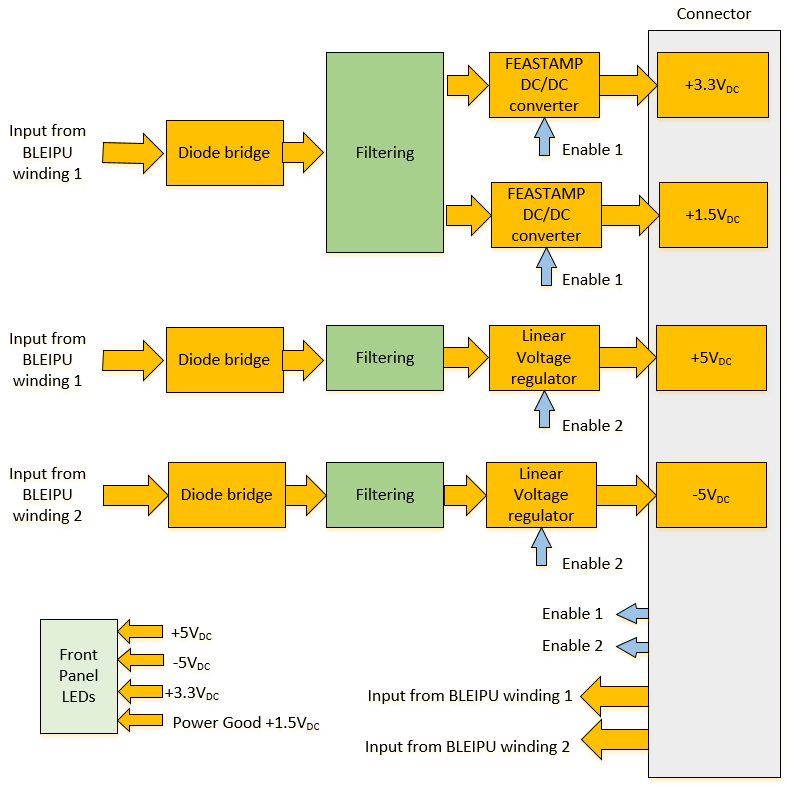 Connector
Input from
BLEIPU
winding 1
Diode bridge
Filtering
FEASTAMP
DC/DC
converter
+3.3VDC
Enable 1
FEASTAMP
DC/DC
converter
+1.5VDC
Enable 1
Input from
BLEIPU
winding 1
Diode bridge
Filtering
Linear
Voltage
regulator
+5VDC
Enable 2
Input from
BLEIPU
winding 2
Diode bridge
Filtering
Linear
Voltage
regulator
-5VDC
Enable 2
Enable 1
Enable 2
Input from BLEIPU winding 1
Input from BLEIPU winding 2
Front
Panel
LEDs
+5VDC
-5VDC
+3.3VDC
Power Good +1.5VDC